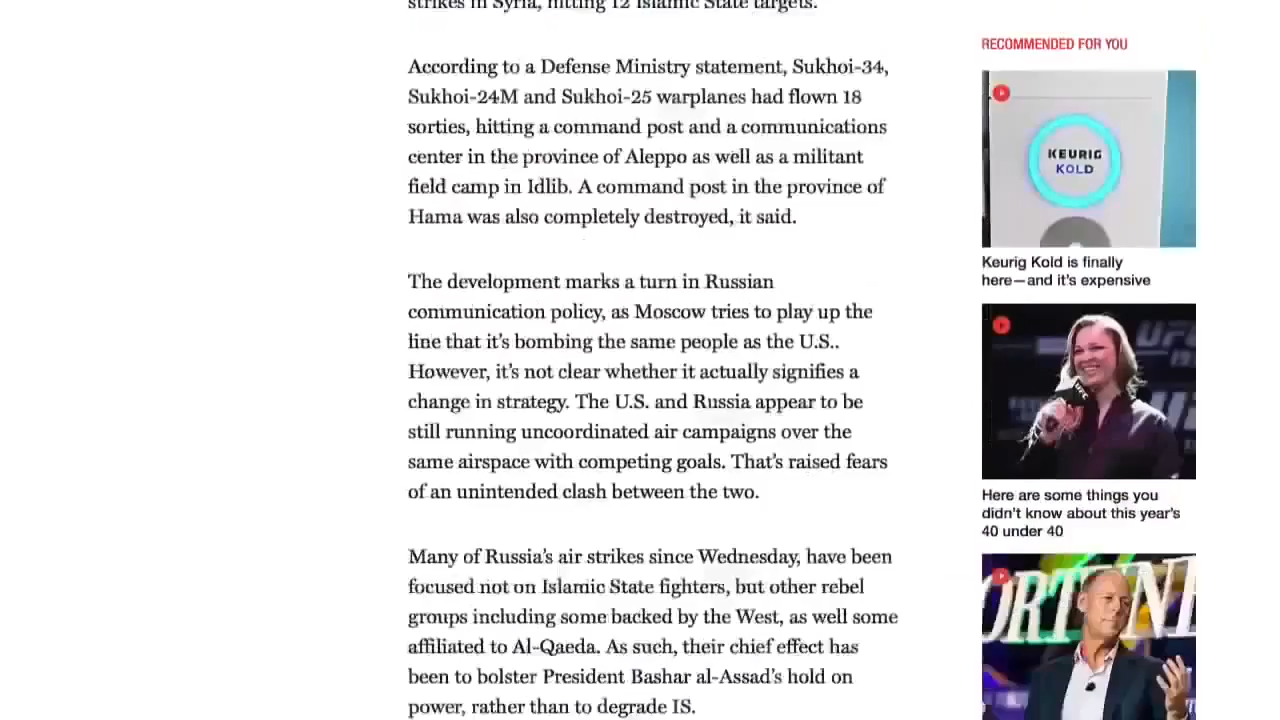 strikes in Syria, hitting 12 Islamic State targets.
According to a Defense Ministry statement, Sukhoi-34,
Sukhoi-24M and Sukhoi-25 warplanes had flown 18
sorties, hitting a command post and a communications
center in the province of Aleppo as well as a militant
field camp in Idlib. A command post in the province of
Hama was also completely destroyed, it said.
The development marks a turn in Russian
communication policy, as Moscow tries to play up the
line that it's bombing the same people as the U.S..
However, it's not clear whether it actually signifies a
change in strategy. The U.S. and Russia appear to be
still running uncoordinated air campaigns over the
same airspace with competing goals. That's raised fears
of an unintended clash between the two.
Many of Russia's air strikes since Wednesday, have been
focused not on Islamic State fighters, but other rebel
groups including some backed by the West, as well some
affiliated to Al-Qaeda. As such, their chief effect has
been to bolster President Bashar al-Assad's hold on
power, rather than to degrade IS.
RECOMMENDED FOR YOU
KEURIG
KOLD
Keurig Kold is finally
here—and it's expensive
UFC
Here are some things you
didn't know about this year's
40 under 40
ORTUNE